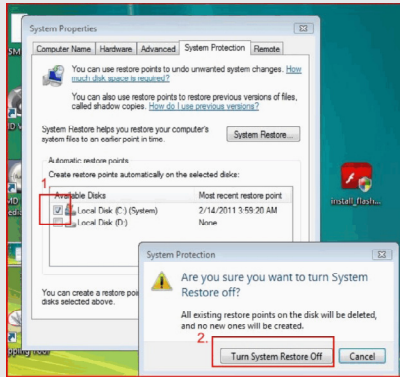 System Properties
Computer Name Hardware Advanced System Protection Remote
You can use restore points to undo unwanted system changes. How
much disk space is required?
You can also use restore points to restore previous versions of files,
called shadow copies. How do I use previous versions?
System Restore helps you restore your computer's
system files to an earlier point in time.
System Restore...
Automatic restore points
Create restore points automatically on the selected disks:
1
Available Disks Most recent restore point
Local Disk (C:) (System) 2/14/2011 3:59:20 AM
Local Disk (D:) None
install_flash...
System Protection
Are you sure you want to turn System
Restore off?
All existing restore points on the disk will be deleted,
and no new ones will be created.
You can create a restore poi
disks selected above.
2.
Turn System Restore Off Cancel